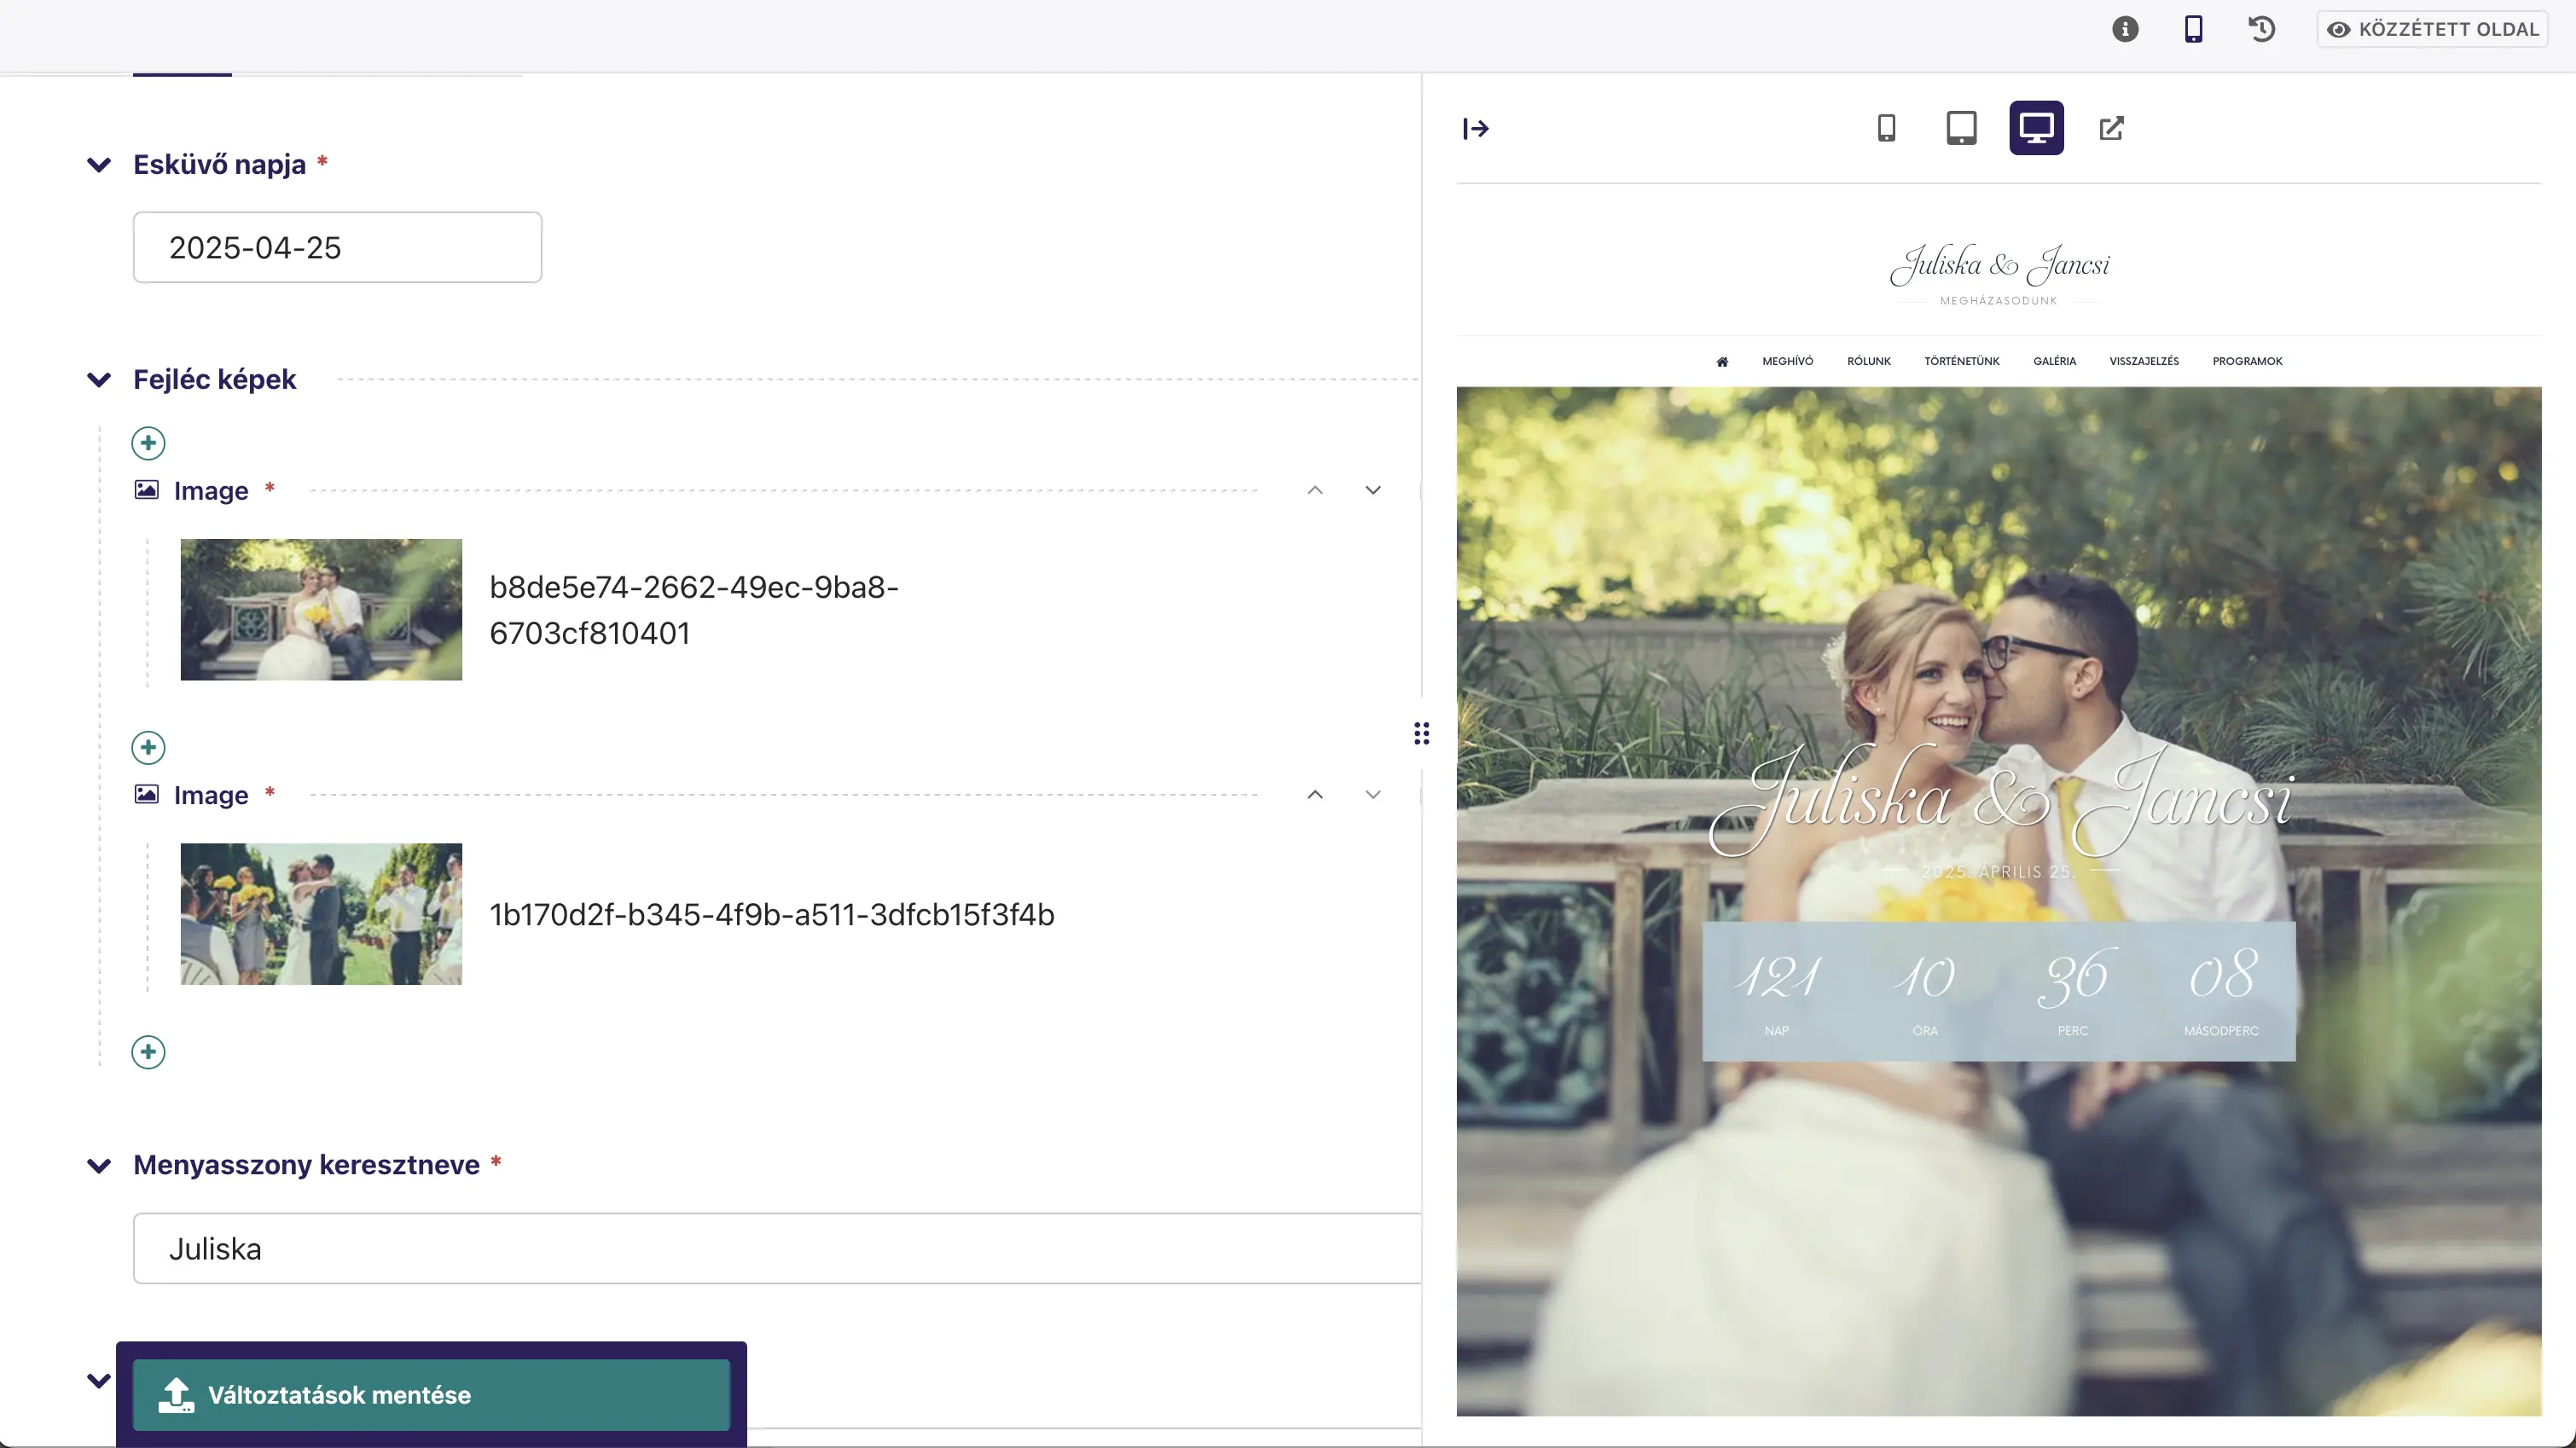 KÖZZÉTETT OLDAL
Esküvő napja *
2025-04-25
Fejléc képek
Image *
b8de5e74-2662-49ec-9ba8-
6703cf810401
Image *
1b170d2f-b345-4f9b-a511-3dfcb15f3f4b
Menyasszony keresztneve *
Juliska
Változtatások mentése
Juliska & Jancsi
MEGHÁZASODUNK
MEGHÍVÓ RÓLUNK TÖRTÉNETÜNK GALÉRIA VISSZAJELZÉS PROGRAMOK
Juliska & Jancsi
2025. ÁPRILIS 25.
121 10 36 08
NAP ÓRA PERC MÁSODPERC